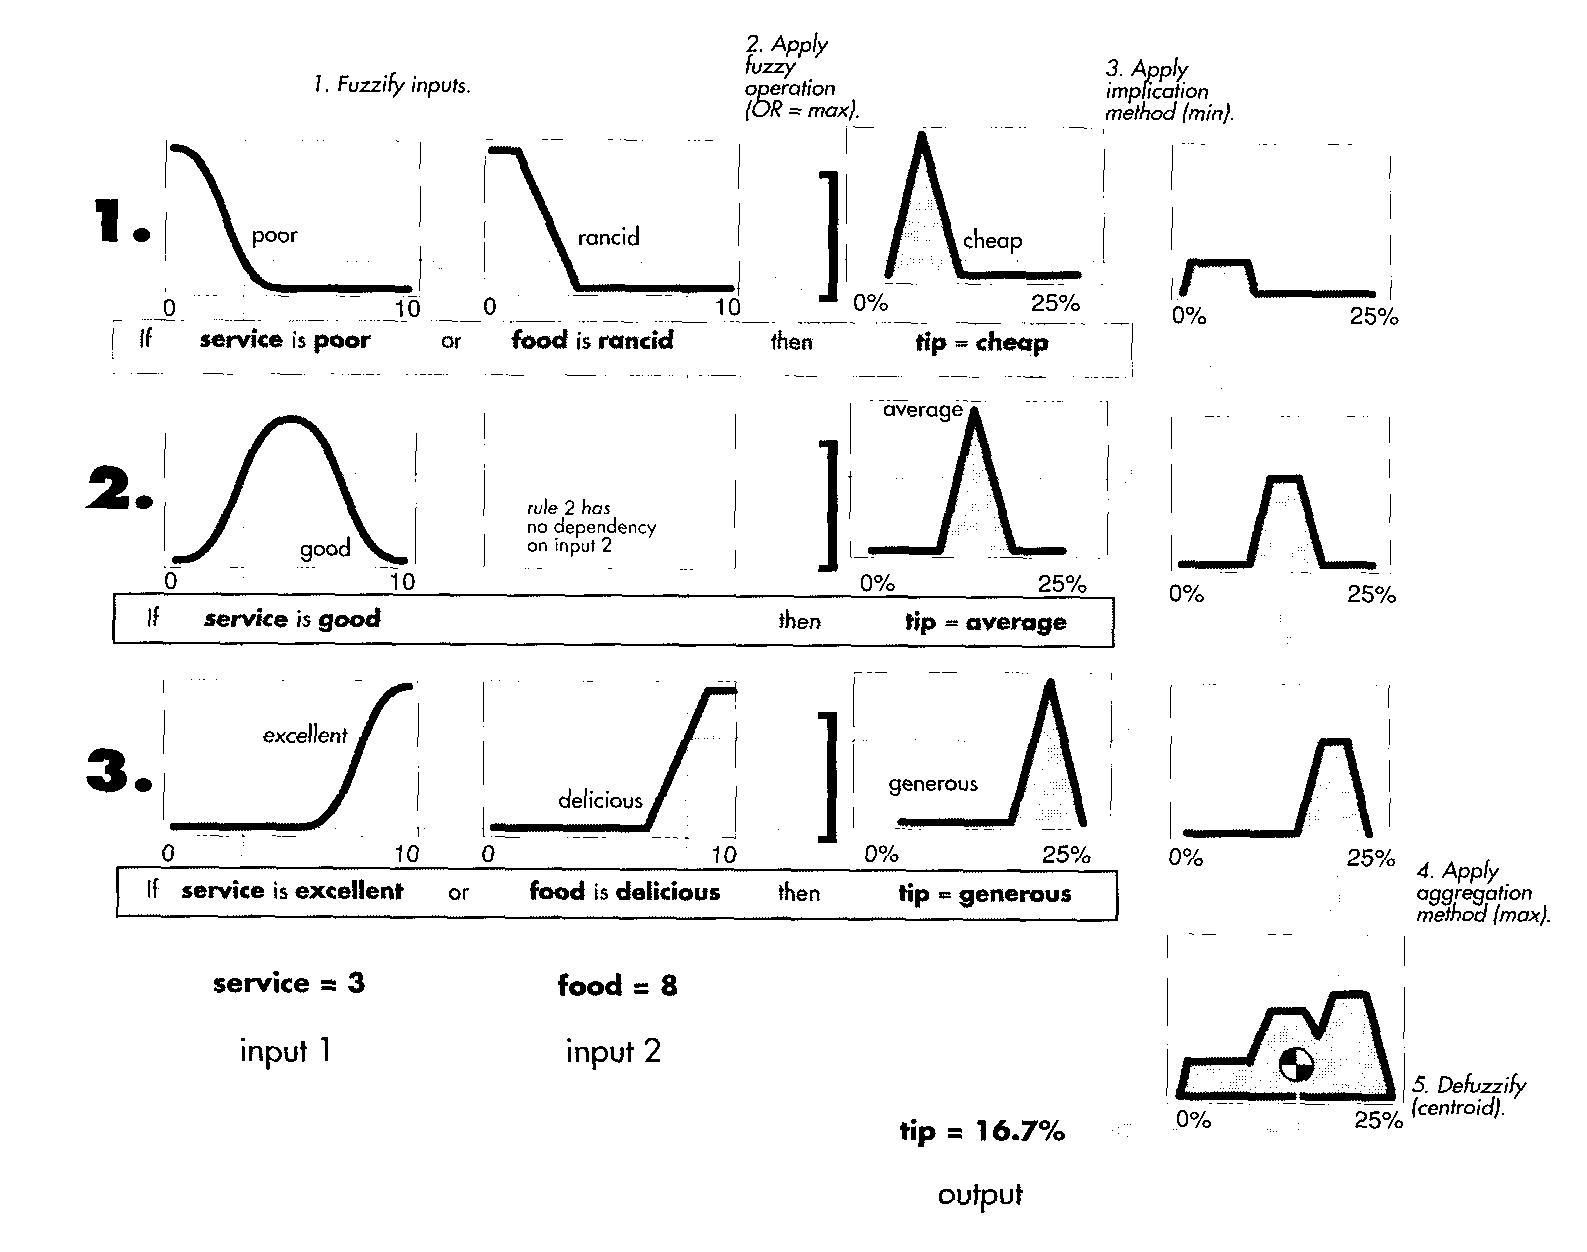 1. Fuzzify inputs.
2. Apply
fuzzy
operation
(OR = max).
3. Apply
implication
method (min).
1.
poor
rancid
cheap
0
10
0
10
0%
25%
0%
25%
If service is poor or food is rancid then tip = cheap
2.
good
rule 2 has
no dependency
on input 2
average
0
10
0%
25%
0%
25%
If service is good then tip = average
3.
excellent
delicious
generous
0
10
0
10
0%
25%
0%
25%
If service is excellent or food is delicious then tip = generous
4. Apply
aggregation
method (max).
service = 3
food = 8
input 1
input 2
5. Defuzzify
(centroid).
0%
25%
tip = 16.7%
output